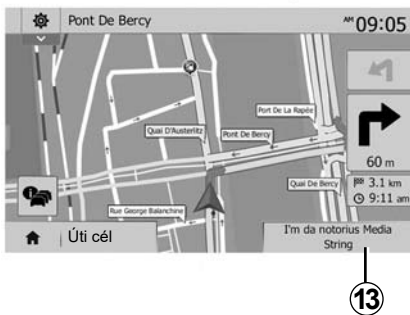 Pont De Bercy
AM 09:05
Port De La Rapée
Quai D'Austerlitz
Pont De Bercy
60 m
Quai De Bercy
3.1 km
9:11 am
Rue George Balanchine
Úti cél
I'm da notorius Media
String
13